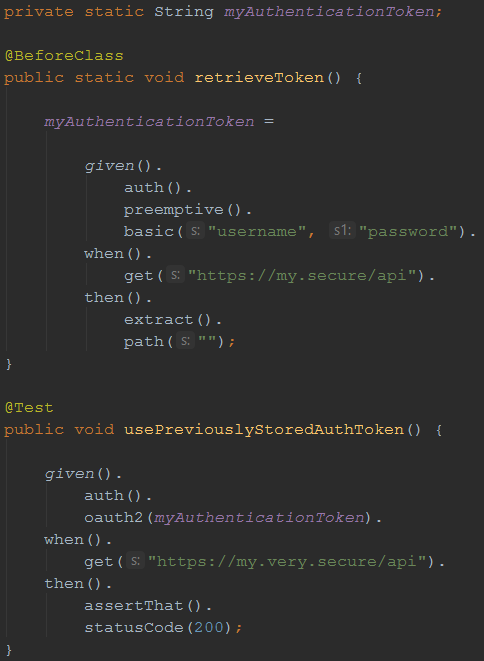 private static String myAuthenticationToken;
@BeforeClass
public static void retrieveToken() {
myAuthenticationToken =
given().
auth().
preemptive().
basic( s: "username", s1: "password").
when().
get( s: "https://my.secure/api").
then().
extract().
path( s: "");
}
@Test
public void usePreviouslyStoredAuthToken() {
given().
auth().
oauth2(myAuthenticationToken).
when().
get( s: "https://my.very.secure/api").
then().
assertThat().
statusCode(200);
}